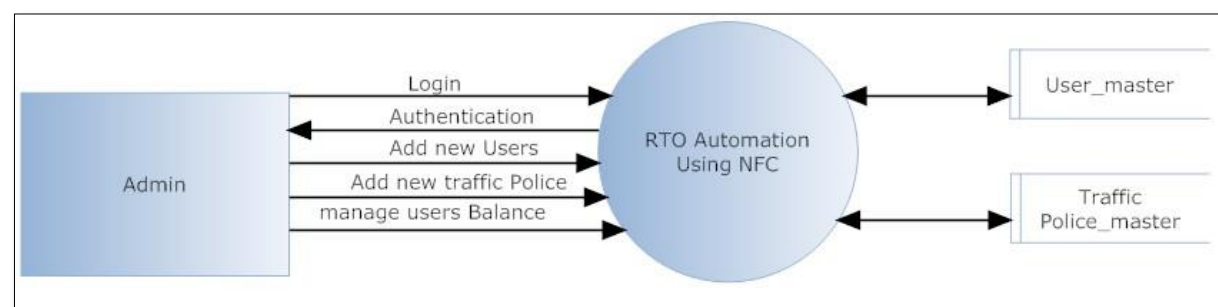 Login
Authentication
Add new Users
Add new traffic Police
manage users Balance
Admin
RTO Automation
Using NFC
User_master
Traffic
Police_master